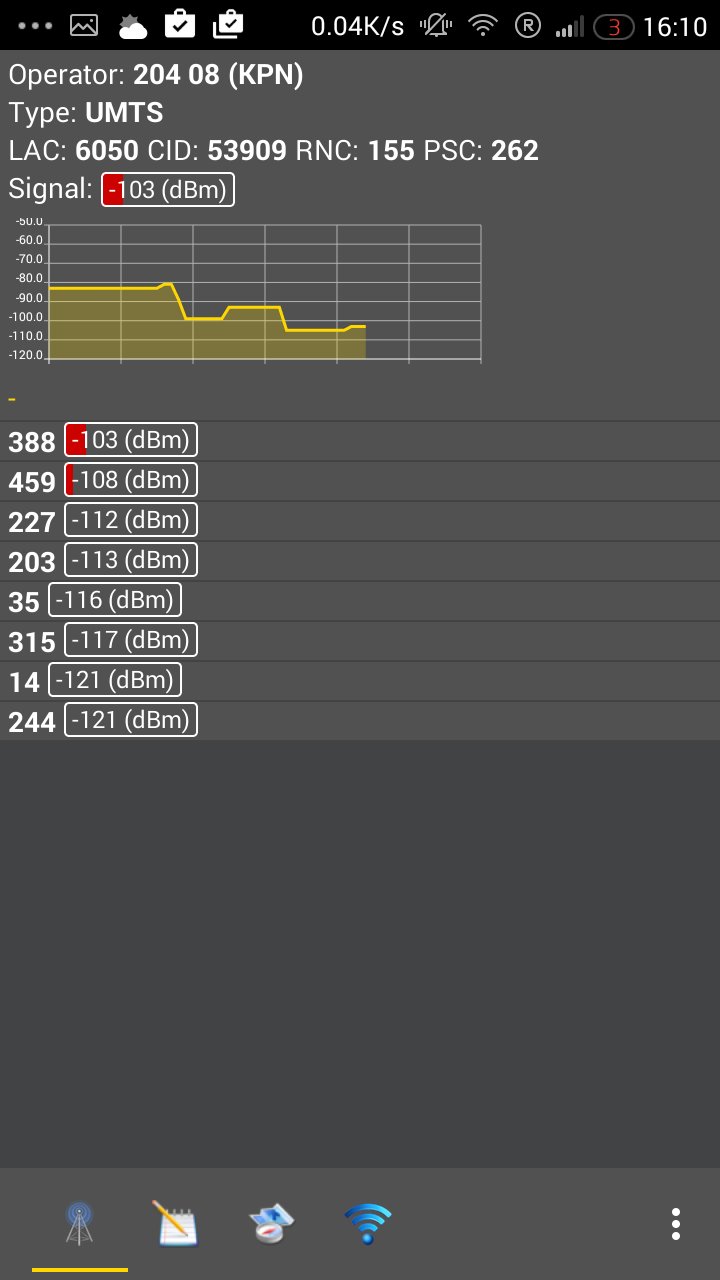 0.04K/s R 3 16:10
Operator: 204 08 (KPN)
Type: UMTS
LAC: 6050 CID: 53909 RNC: 155 PSC: 262
Signal: -103 (dBm)
-50.0
-60.0
-70.0
-80.0
-90.0
-100.0
-110.0
-120.0
-
388 -103 (dBm)
459 -108 (dBm)
227 -112 (dBm)
203 -113 (dBm)
35 -116 (dBm)
315 -117 (dBm)
14 -121 (dBm)
244 -121 (dBm)